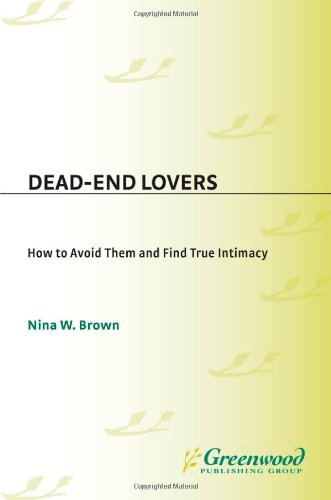 DEAD-END LOVERS
How to Avoid Them and Find True Intimacy
Nina W. Brown
Greenwood
PUBLISHING GROUP